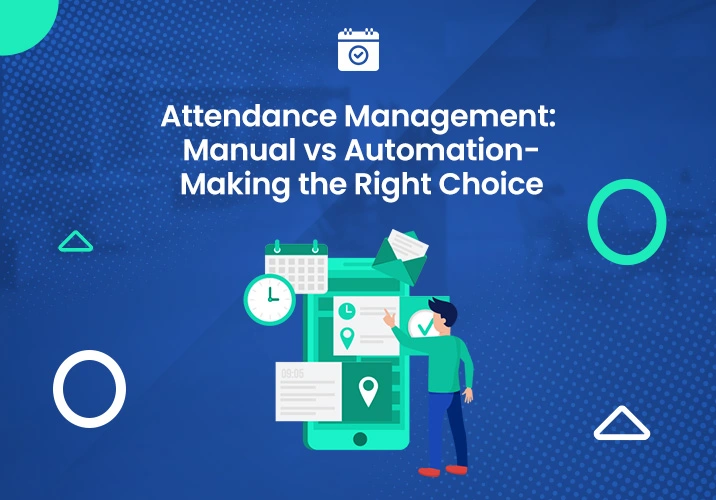 Attendance Management:
Manual vs Automation-
Making the Right Choice
09:05